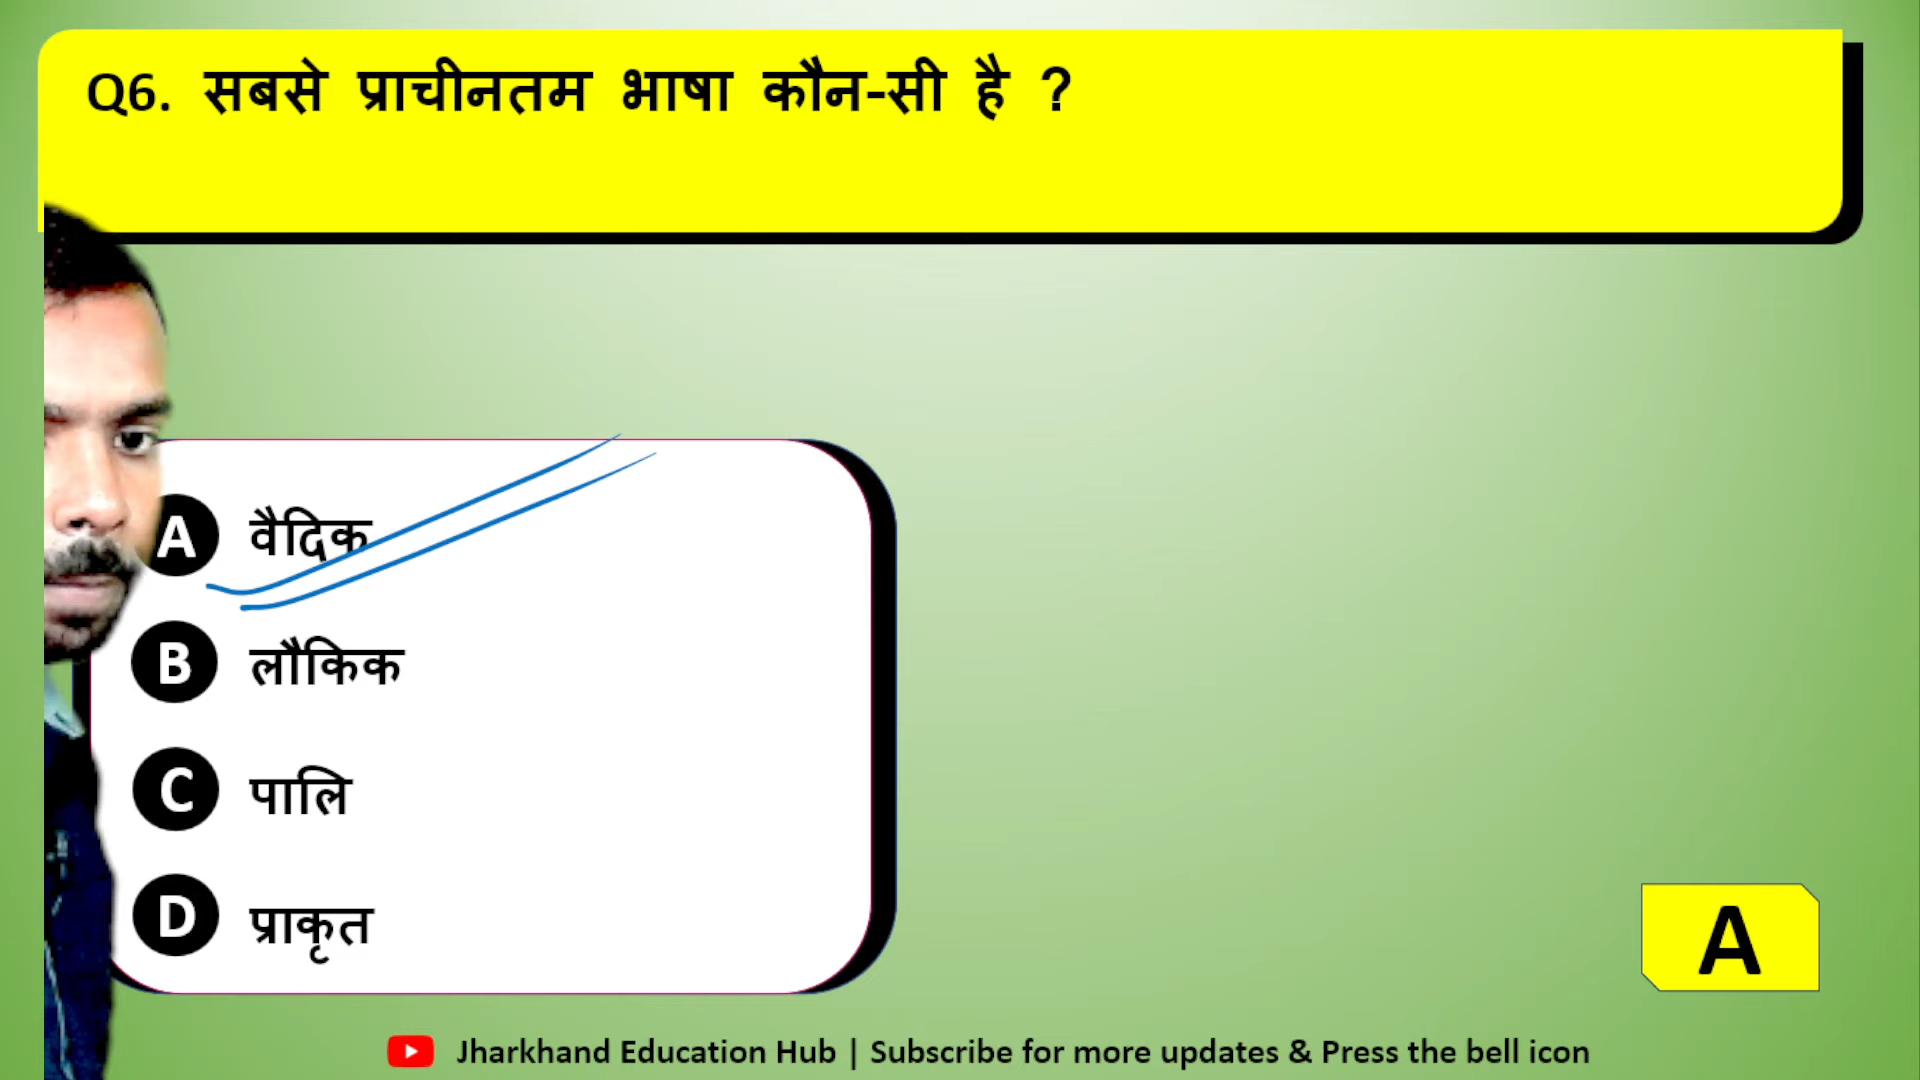 Q6. सबसे प्राचीनतम भाषा कौन-सी है ?
A वैदिक
B लौकिक
C पालि
D प्राकृत
A
Jharkhand Education Hub | Subscribe for more updates & Press the bell icon